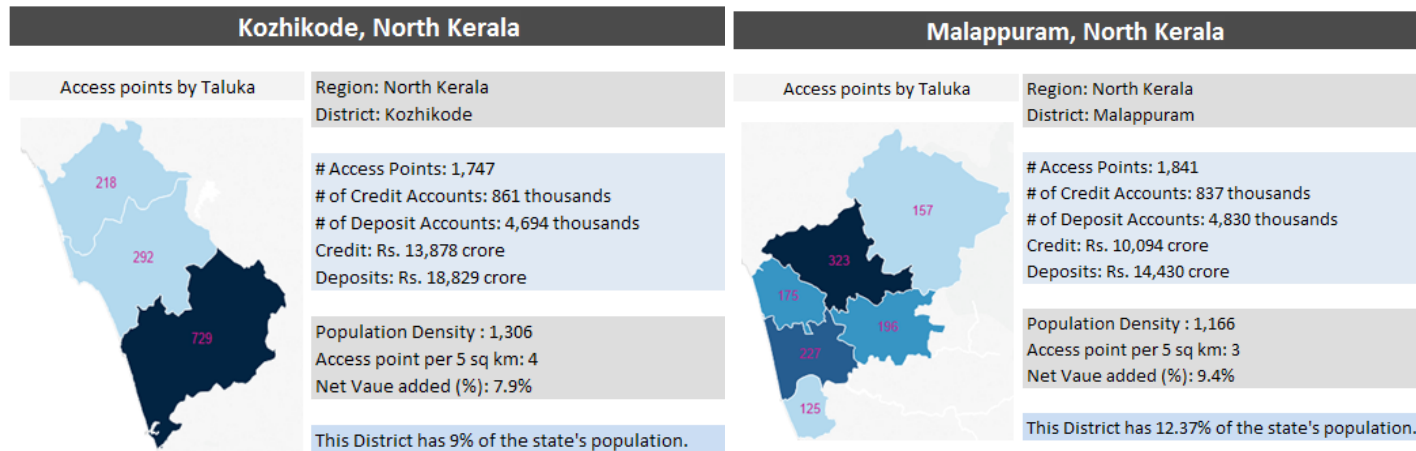 Kozhikode, North Kerala
Access points by Taluka
218
292
729
Region: North Kerala
District: Kozhikode
# Access Points: 1,747
# of Credit Accounts: 861 thousands
# of Deposit Accounts: 4,694 thousands
Credit: Rs. 13,878 crore
Deposits: Rs. 18,829 crore
Population Density : 1,306
Access point per 5 sq km: 4
Net Vaue added (%): 7.9%
This District has 9% of the state's population.
Malappuram, North Kerala
Access points by Taluka
157
323
175
196
227
125
Region: North Kerala
District: Malappuram
# Access Points: 1,841
# of Credit Accounts: 837 thousands
# of Deposit Accounts: 4,830 thousands
Credit: Rs. 10,094 crore
Deposits: Rs. 14,430 crore
Population Density : 1,166
Access point per 5 sq km: 3
Net Vaue added (%): 9.4%
This District has 12.37% of the state's population.